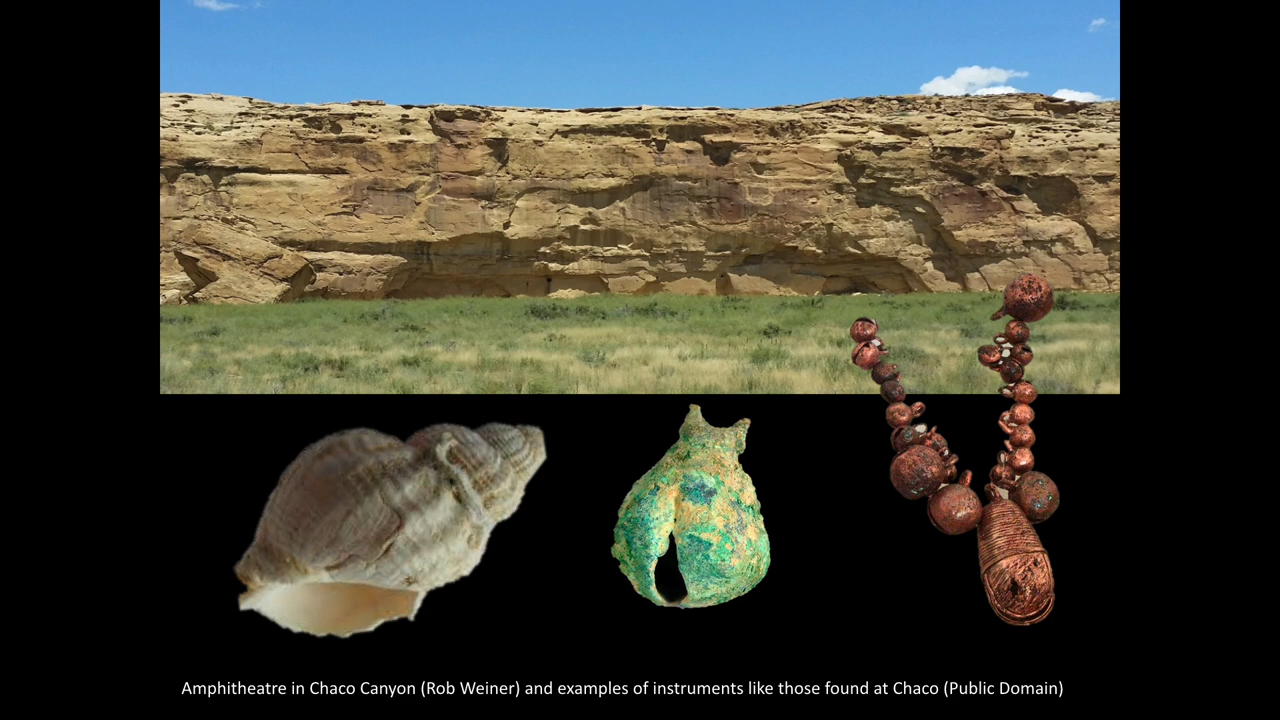 Amphitheatre in Chaco Canyon (Rob Weiner) and examples of instruments like those found at Chaco (Public Domain)